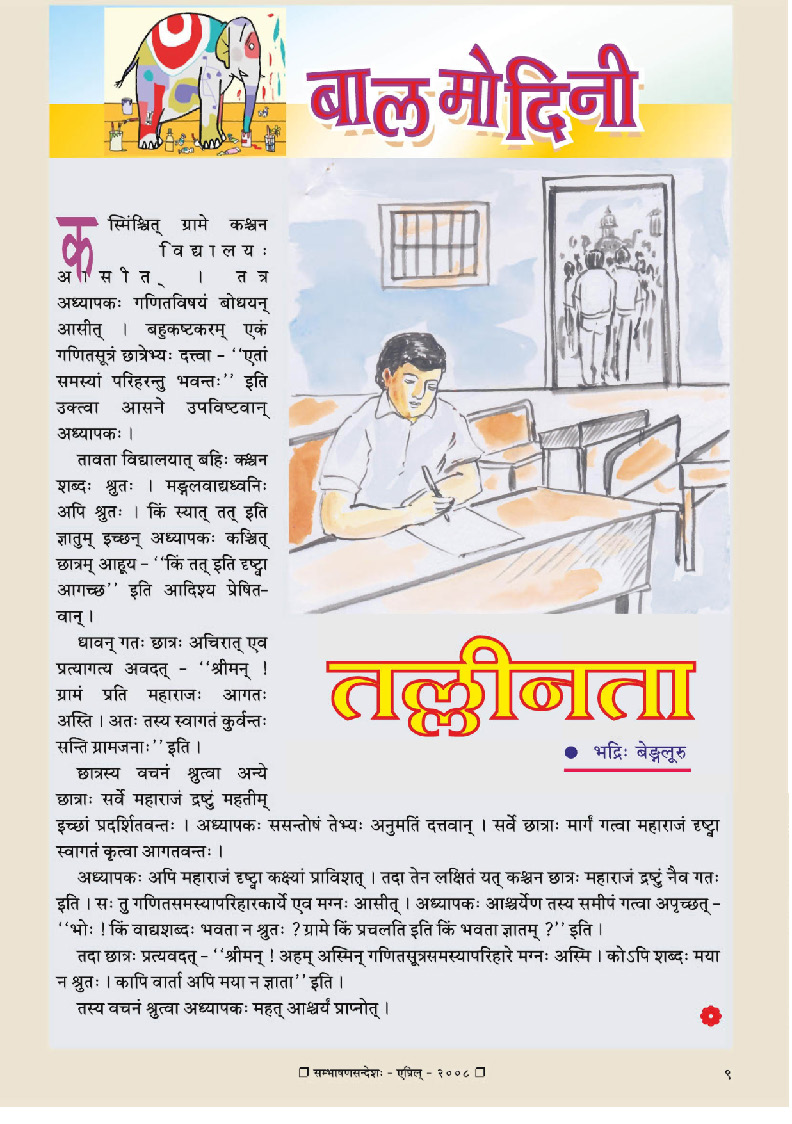 बालमोदिनी
कस्मिंश्चित् ग्रामे कश्चन
विद्यालयः
आसीत् । तत्र
अध्यापकः गणितविषयं बोधयन्
आसीत् । बहुकष्टकरम् एकं
गणितसूत्रं छात्रेभ्यः दत्त्वा - ‘‘एतां
समस्यां परिहरन्तु भवन्तः’’ इति
उक्त्वा आसने उपविष्टवान्
अध्यापकः ।
तावता विद्यालयात् बहिः कश्चन
शब्दः श्रुतः । मङ्गलवाद्यध्वनिः
अपि श्रुतः । किं स्यात् तत् इति
ज्ञातुम् इच्छन् अध्यापकः कञ्चित्
छात्रम् आहूय - ‘‘किं तत् इति दृष्ट्वा
आगच्छ’’ इति आदिश्य प्रेषित-
वान् ।
धावन् गतः छात्रः अचिरात् एव
प्रत्यागत्य अवदत् - ‘‘श्रीमन् !
ग्रामं प्रति महाराजः आगतः
अस्ति । अतः तस्य स्वागतं कुर्वन्तः
सन्ति ग्रामजनाः’’ इति ।
छात्रस्य वचनं श्रुत्वा अन्ये
छात्राः सर्वे महाराजं द्रष्टुं महतीम्
इच्छां प्रदर्शितवन्तः । अध्यापकः ससन्तोषं तेभ्यः अनुमतिं दत्तवान् । सर्वे छात्राः मार्गं गत्वा महाराजं दृष्ट्वा
स्वागतं कृत्वा आगतवन्तः ।
अध्यापकः अपि महाराजं दृष्ट्वा कक्ष्यां प्राविशत् । तदा तेन लक्षितं यत् कश्चन छात्रः महाराजं द्रष्टुं नैव गतः
इति । सः तु गणितसमस्यापरिहारकार्ये एव मग्नः आसीत् । अध्यापकः आश्चर्येण तस्य समीपं गत्वा अपृच्छत् -
‘‘भोः ! किं वाद्यशब्दः भवता न श्रुतः ? ग्रामे किं प्रचलति इति किं भवता ज्ञातम् ?’’ इति ।
तदा छात्रः प्रत्यवदत् - ‘‘श्रीमन् ! अहम् अस्मिन् गणितसूत्रसमस्यापरिहारे मग्नः अस्मि । कोऽपि शब्दः मया
न श्रुतः । कापि वार्ता अपि मया न ज्ञाता’’ इति ।
तस्य वचनं श्रुत्वा अध्यापकः महत् आश्चर्यं प्राप्नोत् ।
तल्लीनता
● भद्रिः बेङ्गलूरु
❐ सम्भाषणसन्देशः - एप्रिल् - २००८ ❐
९